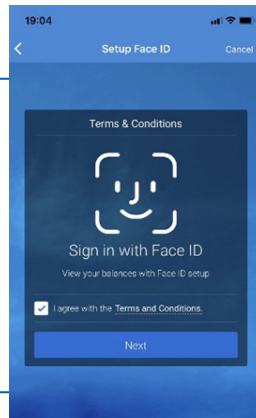 19:04
Setup Face ID
Cancel
Terms & Conditions
Sign in with Face ID
View your balances with Face ID setup
I agree with the Terms and Conditions.
Next